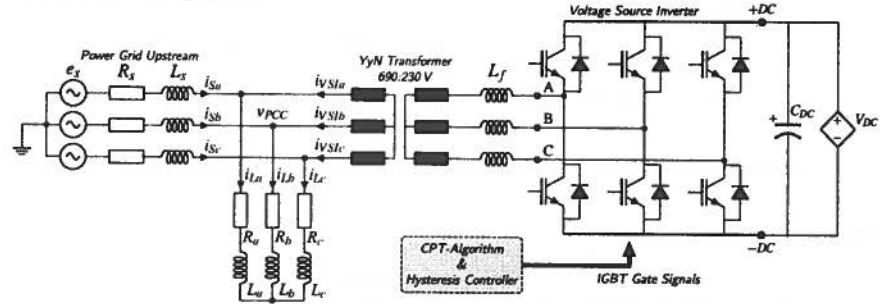 Voltage Source Inverter
+DC
Power Grid Upstream
YyN Transformer
690:230 V
e_s
R_s
L_s
i_Sa
i_VSIa
L_f
A
i_Sb
v_PCC
i_VSIb
B
C_DC
+
V_DC
+
-
i_Sc
i_VSIc
C
i_La
i_Lb
i_Lc
R_a
R_b
R_c
CPT-Algorithm
&
Hysteresis Controller
−DC
IGBT Gate Signals
L_a
L_b
L_c